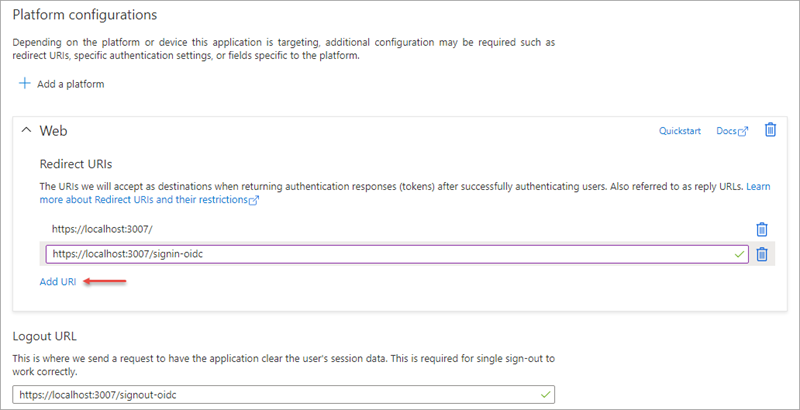 Platform configurations
Depending on the platform or device this application is targeting, additional configuration may be required such as
redirect URIs, specific authentication settings, or fields specific to the platform.
Add a platform
Web
Quickstart
Docs
Redirect URIs
The URIs we will accept as destinations when returning authentication responses (tokens) after successfully authenticating users. Also referred to as reply URLs. Learn
more about Redirect URIs and their restrictions
https://localhost:3007/
https://localhost:3007/signin-oidc
Add URI
Logout URL
This is where we send a request to have the application clear the user's session data. This is required for single sign-out to
work correctly.
https://localhost:3007/signout-oidc